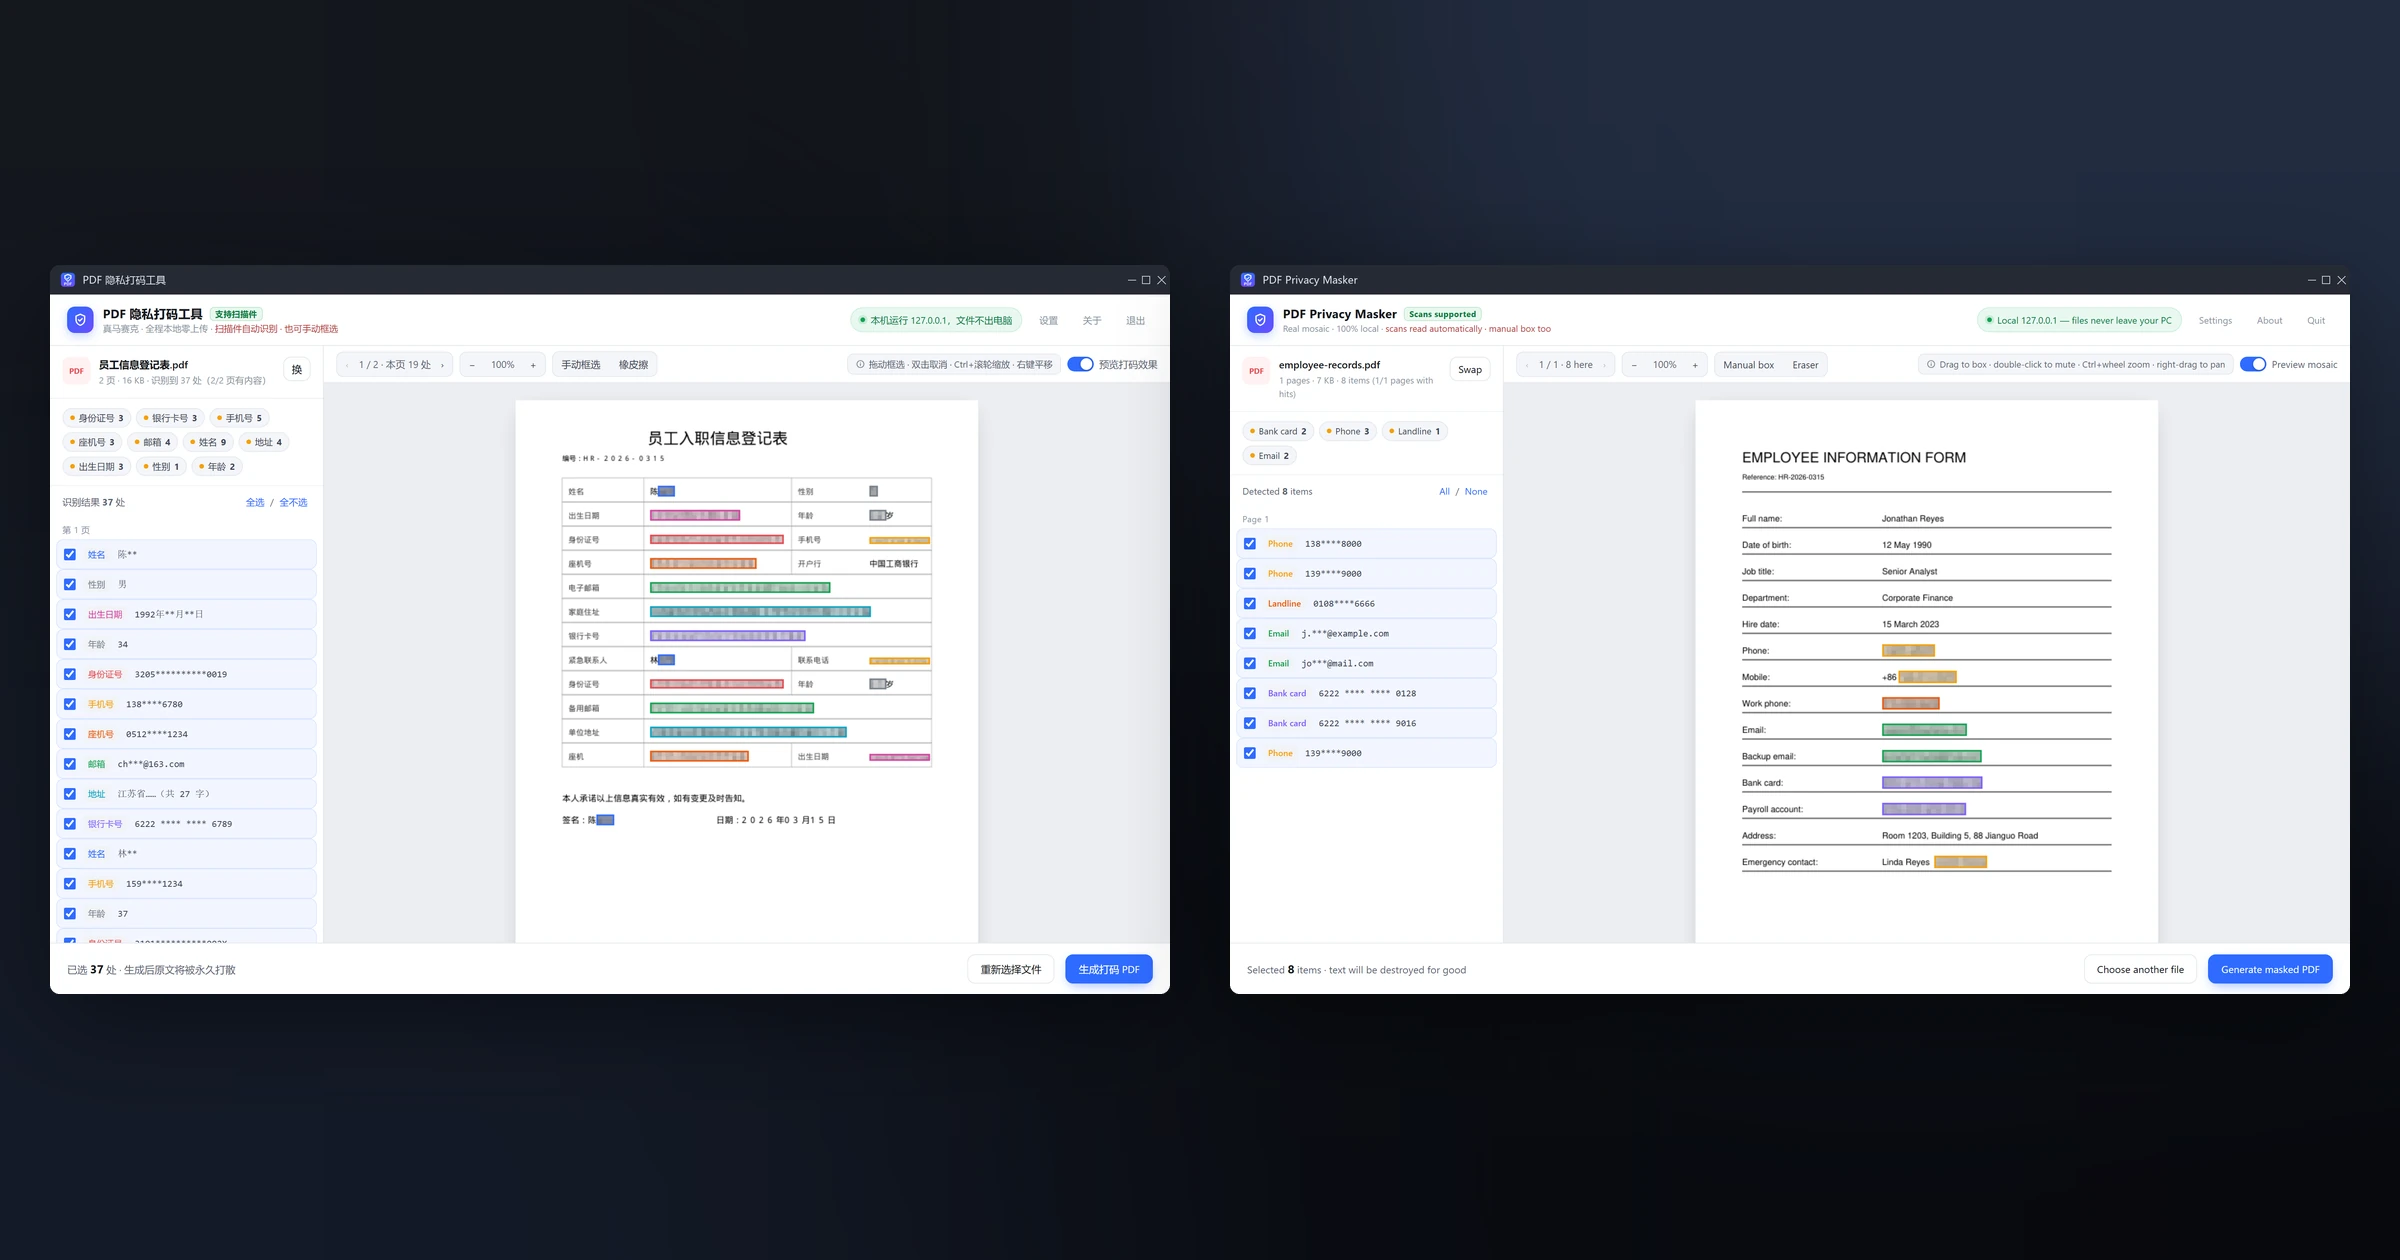 PDF 隐私打码工具
PDF 隐私打码工具 支持扫描件
真马赛克 · 全程本地零上传 · 扫描件自动识别 · 也可手动框选
本机运行 127.0.0.1，文件不出电脑
设置
关于
退出
PDF
员工信息登记表.pdf
2 页 · 16 KB · 识别到 37 处（2/2 页有内容）
换
身份证号 3
银行卡号 3
手机号 5
座机号 3
邮箱 4
姓名 9
地址 4
出生日期 3
性别 1
年龄 2
识别结果 37 处
全选 / 全不选
第 1 页
姓名 陈**
性别 男
出生日期 1992年**月**日
年龄 34
身份证号 3205**********0019
手机号 138****6780
座机号 0512****1234
邮箱 ch***@163.com
地址 江苏省……（共 27 字）
银行卡号 6222 **** **** 6789
姓名 林**
手机号 159****1234
年龄 37
‹ 1 / 2 · 本页 19 处 ›
− 100% +
手动框选 橡皮擦
拖动框选 · 双击取消 · Ctrl+滚轮缩放 · 右键平移
预览打码效果
员工入职信息登记表
编号：HR-2026-0315
姓名 陈 性别
出生日期 年龄 岁
身份证号 手机号
座机号 开户行 中国工商银行
电子邮箱
家庭住址
银行卡号
紧急联系人 林 联系电话
身份证号 年龄 岁
备用邮箱
单位地址
座机 出生日期
本人承诺以上信息真实有效，如有变更及时告知。
签名：陈 日期：2026年03月15日
已选 37 处 · 生成后原文将被永久打散
重新选择文件
生成打码 PDF
PDF Privacy Masker
PDF Privacy Masker Scans supported
Real mosaic · 100% local · scans read automatically · manual box too
Local 127.0.0.1 — files never leave your PC
Settings
About
Quit
PDF
employee-records.pdf
1 pages · 7 KB · 8 items (1/1 pages with
hits)
Swap
Bank card 2
Phone 3
Landline 1
Email 2
Detected 8 items
All / None
Page 1
Phone 138****8000
Phone 139****9000
Landline 0108****6666
Email j.***@example.com
Email jo***@mail.com
Bank card 6222 **** **** 0128
Bank card 6222 **** **** 9016
Phone 139****9000
‹ 1 / 1 · 8 here ›
− 100% +
Manual box Eraser
Drag to box · double-click to mute · Ctrl+wheel zoom · right-drag to pan
Preview mosaic
EMPLOYEE INFORMATION FORM
Reference: HR-2026-0315
Full name: Jonathan Reyes
Date of birth: 12 May 1990
Job title: Senior Analyst
Department: Corporate Finance
Hire date: 15 March 2023
Phone:
Mobile: +86
Work phone:
Email:
Backup email:
Bank card:
Payroll account:
Address: Room 1203, Building 5, 88 Jianguo Road
Emergency contact: Linda Reyes
Selected 8 items · text will be destroyed for good
Choose another file
Generate masked PDF